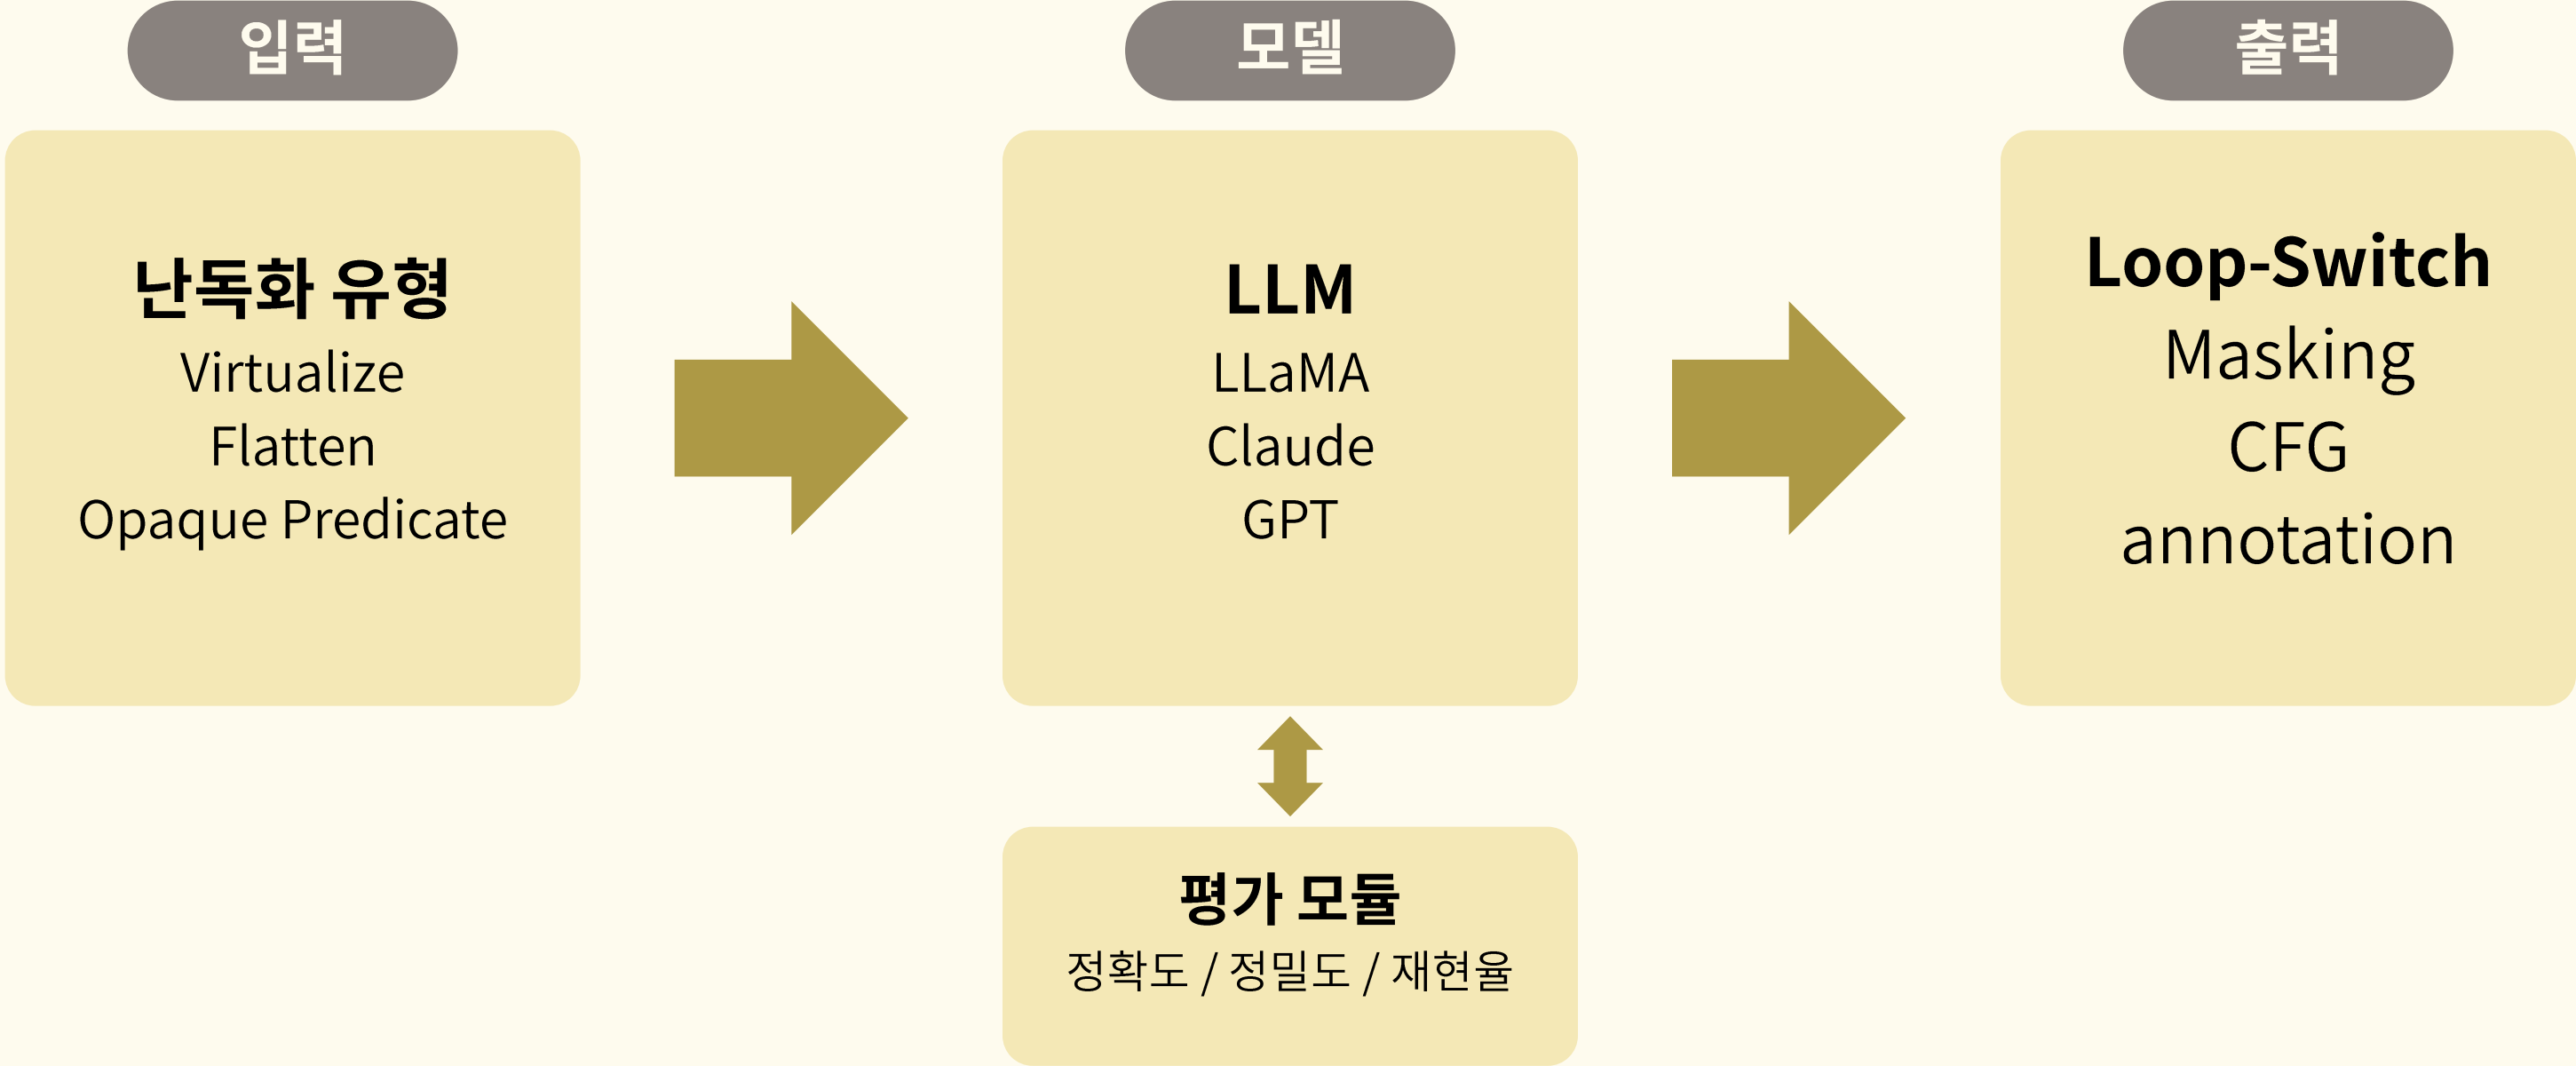 입력
난독화 유형
Virtualize
Flatten
Opaque Predicate
모델
LLM
LLaMA
Claude
GPT
평가 모듈
정확도 / 정밀도 / 재현율
출력
Loop-Switch
Masking
CFG
annotation